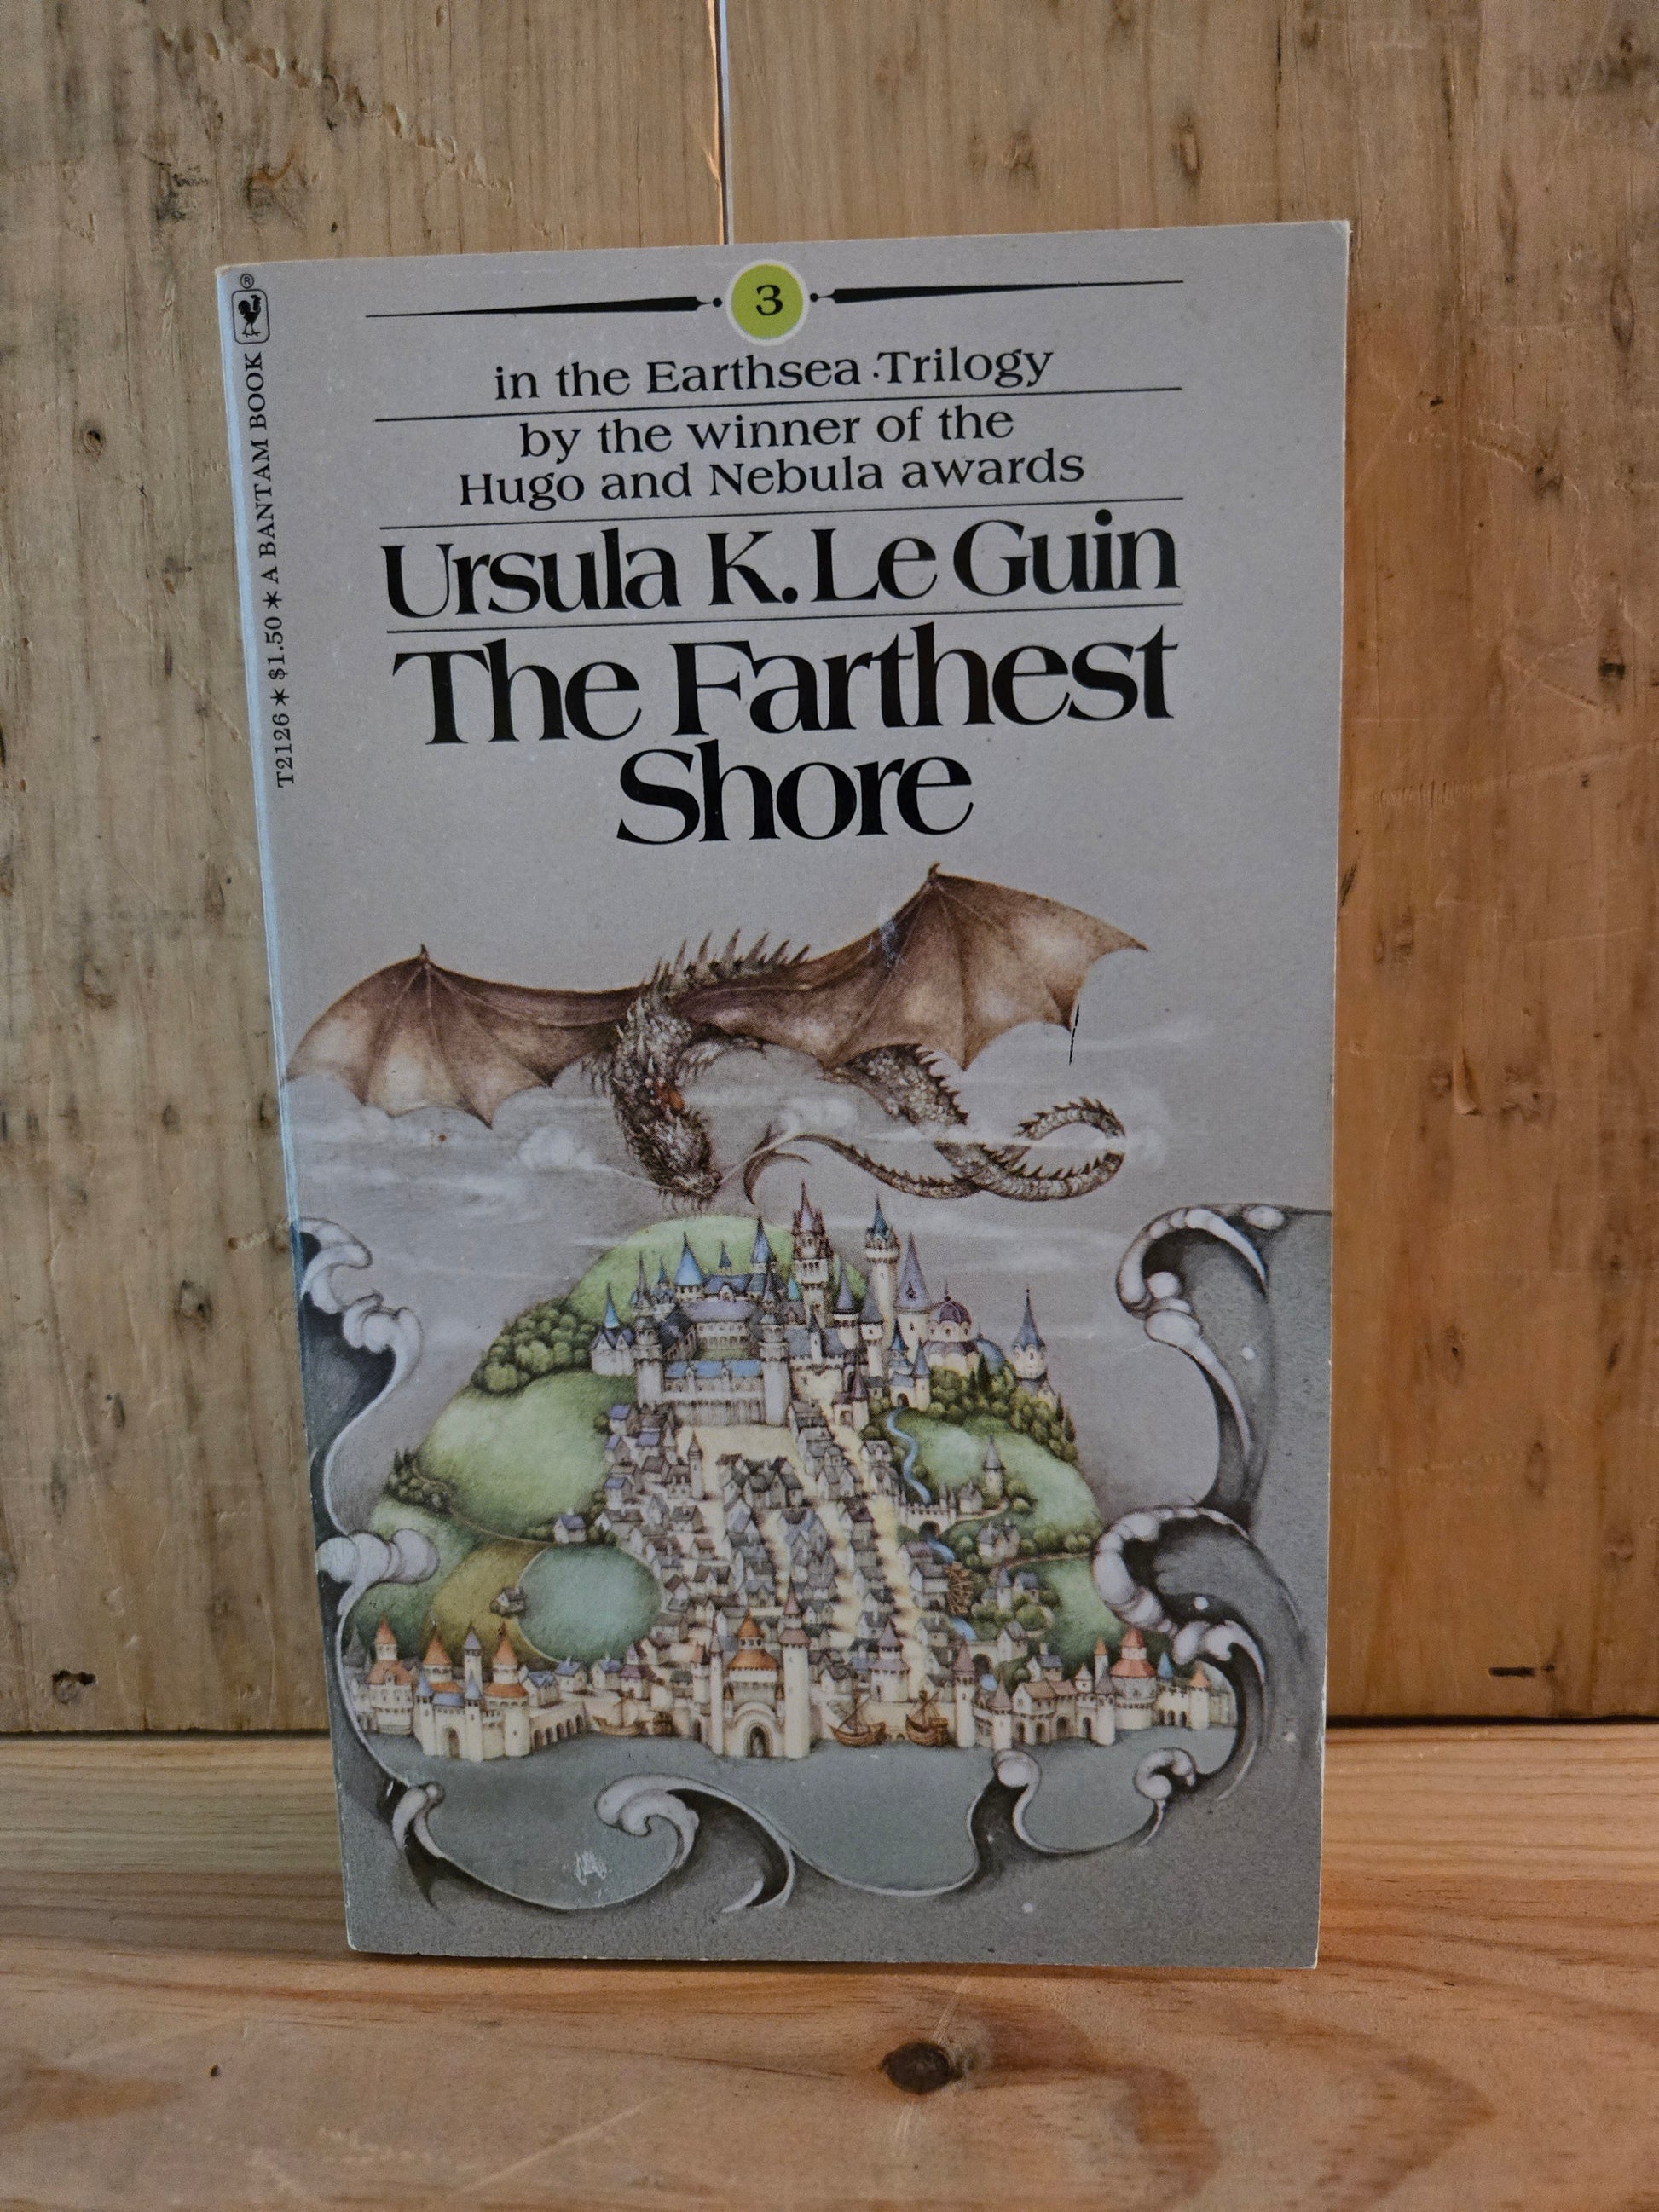 3
in the Earthsea Trilogy
by the winner of the
Hugo and Nebula awards
Ursula K. Le Guin
The Farthest
Shore
T2126 * $1.50 * A BANTAM BOOK ®